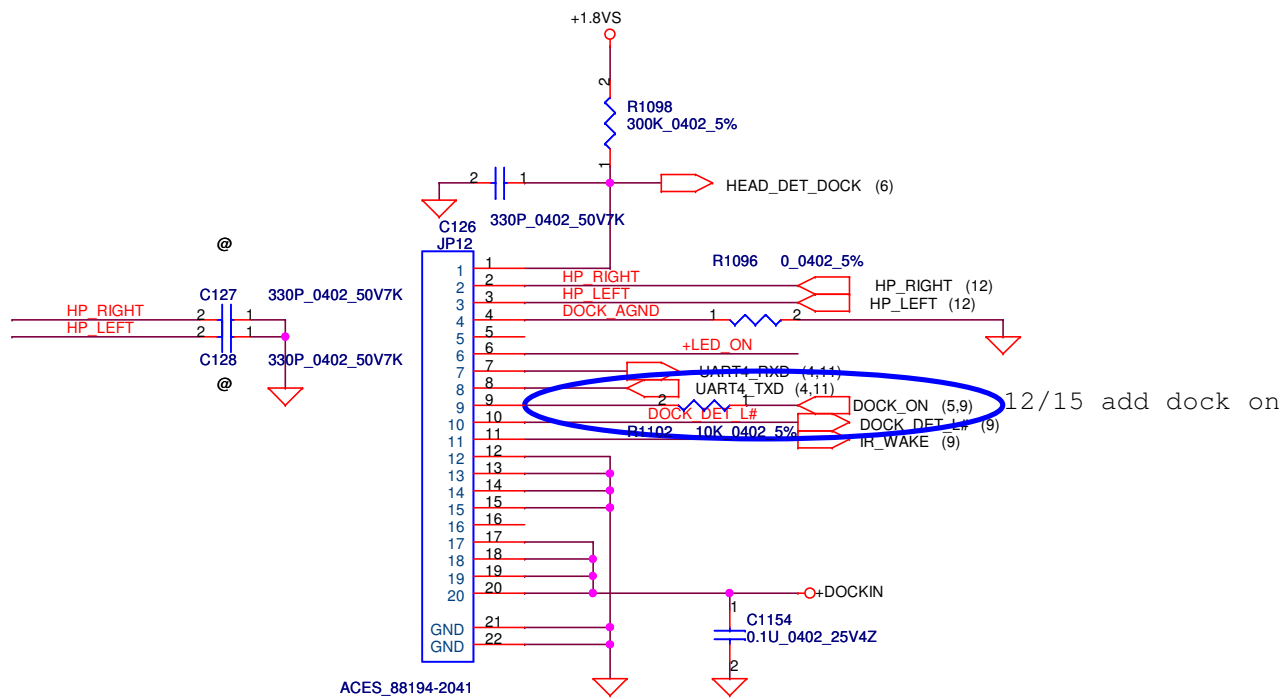 +1.8VS
2
R1098
300K_0402_5%
1
2 1
HEAD_DET_DOCK (6)
330P_0402_50V7K
C126
JP12
@
C127 330P_0402_50V7K
HP_RIGHT 2 1
HP_LEFT 2 1
C128 330P_0402_50V7K
@
R1096 0_0402_5%
1 1
2 2 HP_RIGHT HP_RIGHT (12)
3 3 HP_LEFT HP_LEFT (12)
4 4 DOCK_AGND 1 2
5 5
6 6 +LED_ON
7 7 UART4_RXD (4,11)
8 8 UART4_TXD (4,11)
9 9 2 1 DOCK_ON (5,9) 12/15 add dock on
10 10 DOCK_DET_L# DOCK_DET_L# (9)
11 11 R1102 10K_0402_5% IR_WAKE (9)
12 12
13 13
14 14
15 15
16 16
17 17
18 18
19 19
20 20 +DOCKIN
GND 21
GND 22
1
C1154
0.1U_0402_25V4Z
2
ACES_88194-2041